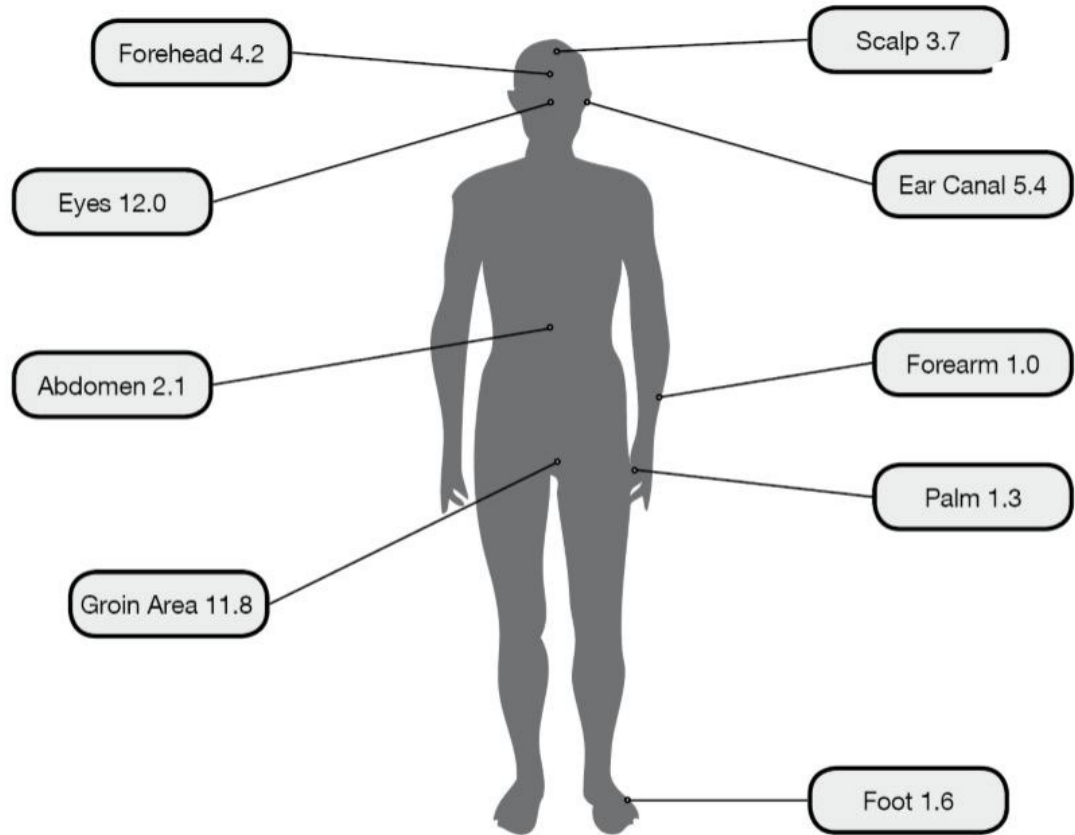 Forehead 4.2
Scalp 3.7
Eyes 12.0
Ear Canal 5.4
Abdomen 2.1
Forearm 1.0
Palm 1.3
Groin Area 11.8
Foot 1.6